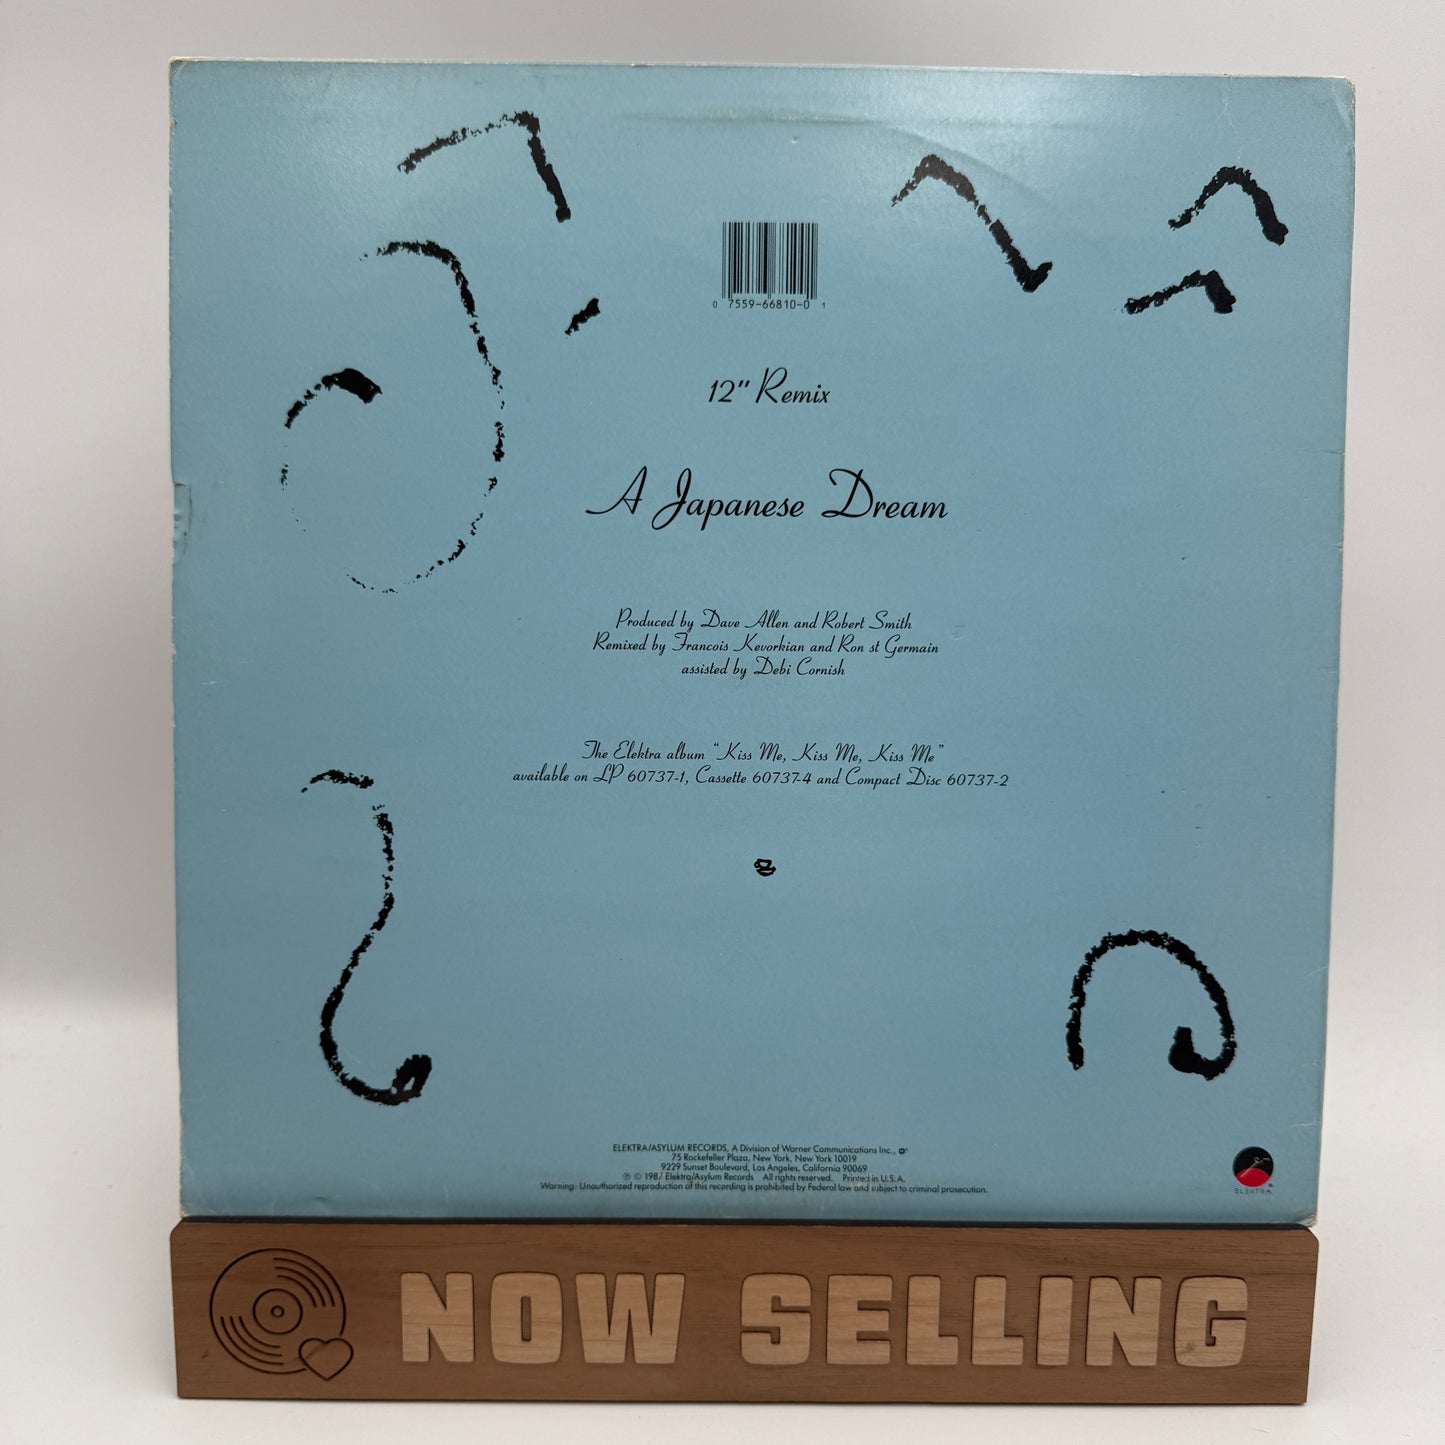 0 7559-66810-0 1
12" Remix
A Japanese Dream
Produced by Dave Allen and Robert Smith
Remixed by Francois Kevorkian and Ron st Germain
assisted by Debi Cornish
The Elektra album “Kiss Me, Kiss Me, Kiss Me”
available on LP 60737-1, Cassette 60737-4 and Compact Disc 60737-2
ELEKTRA/ASYLUM RECORDS, A Division of Warner Communications Inc.,
75 Rockefeller Plaza, New York, New York 10019
9229 Sunset Boulevard, Los Angeles, California 90069
℗ © 1987 Elektra/Asylum Records All rights reserved. Printed in U.S.A.
Warning: Unauthorized reproduction of this recording is prohibited by Federal law and subject to criminal prosecution.
ELEKTRA ®
NOW SELLING